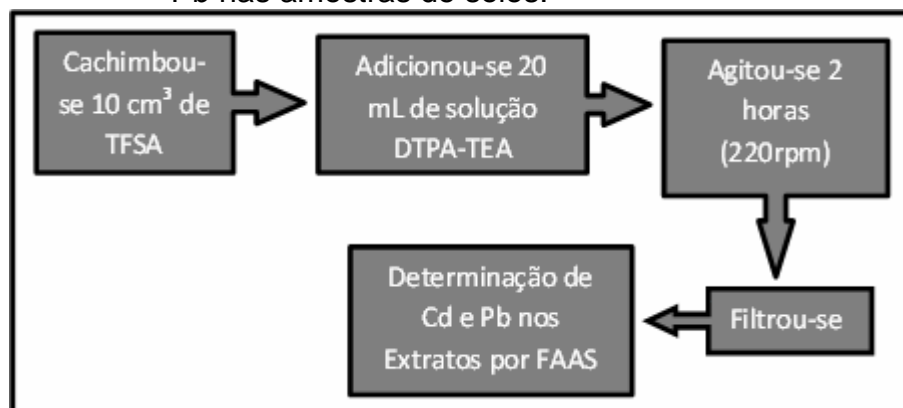 Pb nas amostras de solos.
Cachimbou-
se 10 cm³ de
TFSA
Adicionou-se 20
mL de solução
DTPA-TEA
Agitou-se 2
horas
(220rpm)
Filtrou-se
Determinação de
Cd e Pb nos
Extratos por FAAS